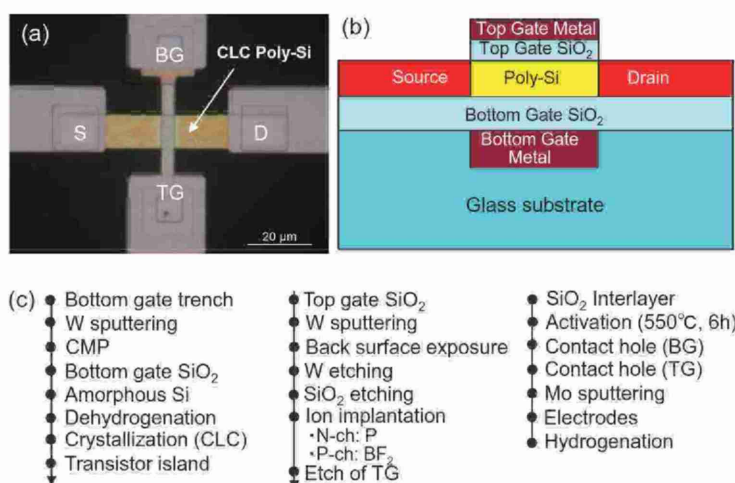 (a)
BG
CLC Poly-Si
S
D
TG
20 µm
(b)
Top Gate Metal
Top Gate SiO₂
Source
Poly-Si
Drain
Bottom Gate SiO₂
Bottom Gate
Metal
Glass substrate
(c)
Bottom gate trench
W sputtering
CMP
Bottom gate SiO₂
Amorphous Si
Dehydrogenation
Crystallization (CLC)
Transistor island
Top gate SiO₂
W sputtering
Back surface exposure
W etching
SiO₂ etching
Ion implantation
・N-ch: P
・P-ch: BF₂
Etch of TG
SiO₂ Interlayer
Activation (550℃, 6h)
Contact hole (BG)
Contact hole (TG)
Mo sputtering
Electrodes
Hydrogenation